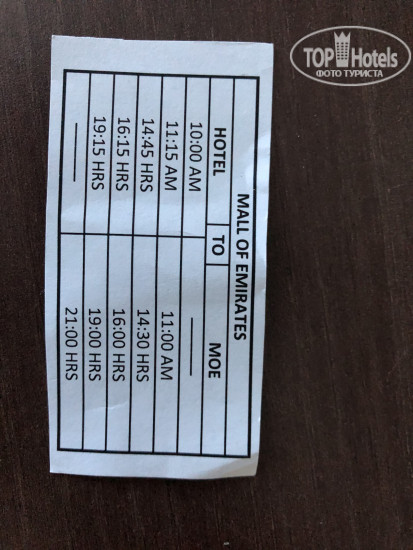 TOP Hotels
ФОТО ТУРИСТА
MALL OF EMIRATES
HOTEL TO MOE
10:00 AM ______
11:15 AM 11:00 AM
14:45 HRS 14:30 HRS
16:15 HRS 16:00 HRS
19:15 HRS 19:00 HRS
______ 21:00 HRS